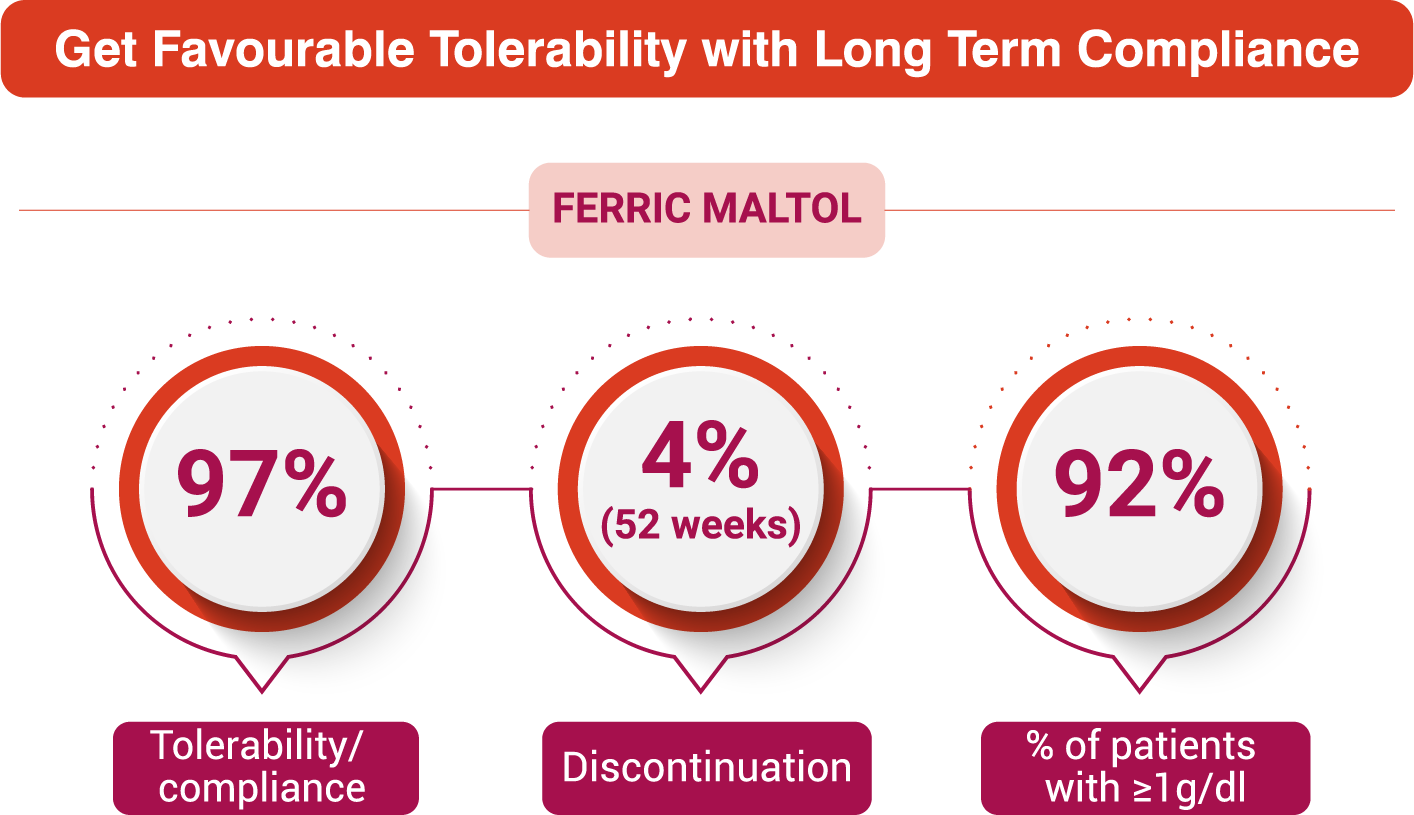 Get Favourable Tolerability with Long Term Compliance
FERRIC MALTOL
97%
4%
(52 weeks)
92%
Tolerability/
compliance
Discontinuation
% of patients
with ≥1g/dl